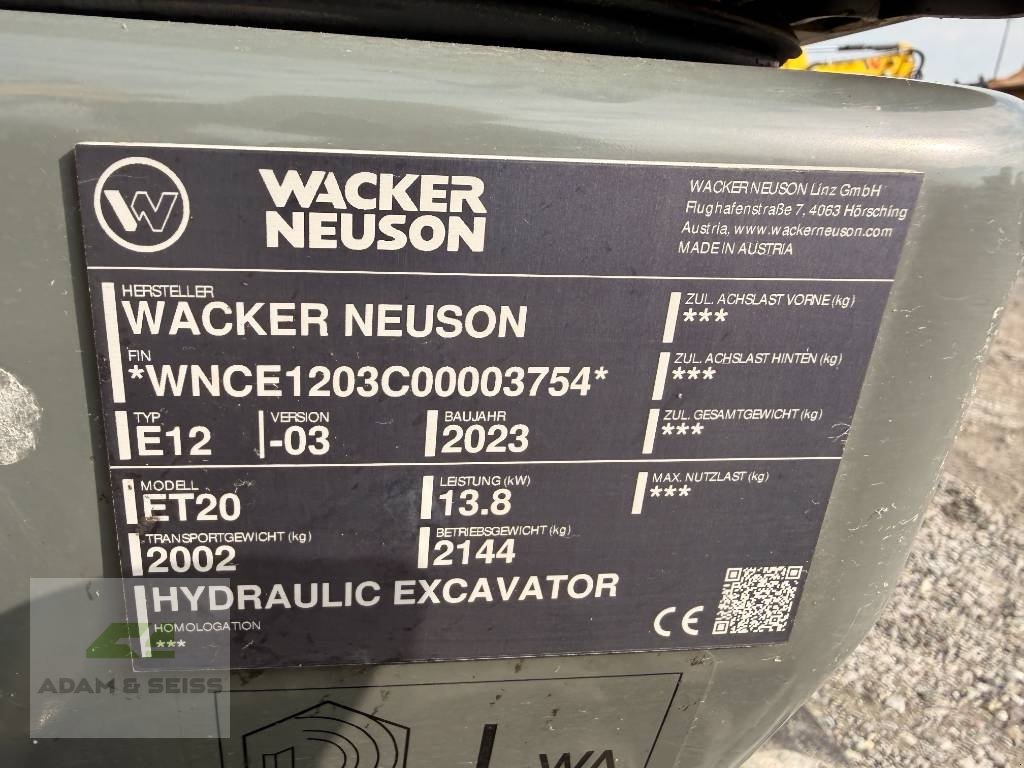 W
WACKER
NEUSON
WACKER NEUSON Linz GmbH
Flughafenstraße 7, 4063 Hörsching
Austria, www.wackerneuson.com
MADE IN AUSTRIA
HERSTELLER
WACKER NEUSON
FIN
*WNCE1203C00003754*
TYP
E12
VERSION
-03
BAUJAHR
2023
ZUL. ACHSLAST VORNE (kg)
***
ZUL. ACHSLAST HINTEN (kg)
***
ZUL. GESAMTGEWICHT (kg)
***
MODELL
ET20
LEISTUNG (kW)
13.8
MAX. NUTZLAST (kg)
***
TRANSPORTGEWICHT (kg)
2002
BETRIEBSGEWICHT (kg)
2144
HYDRAULIC EXCAVATOR
HOMOLOGATION
***
CE
ADAM & SEISS
L WA